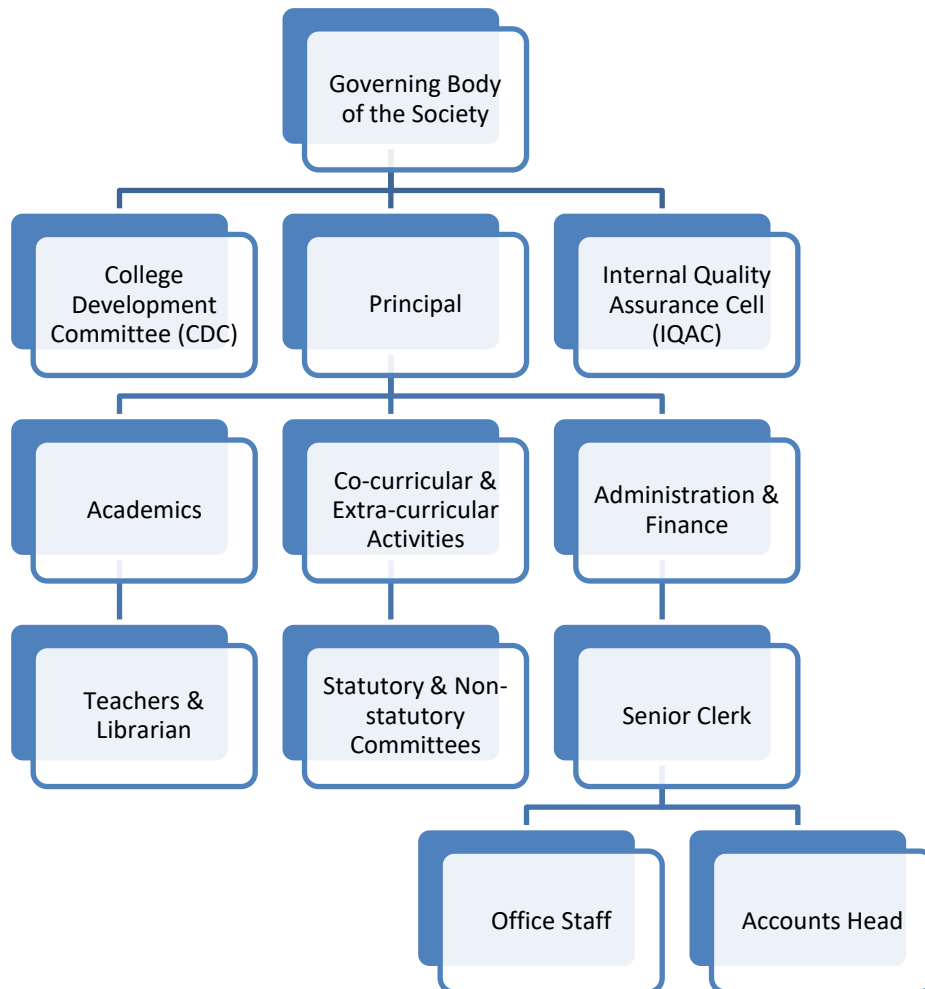 Governing Body
of the Society
College
Development
Committee (CDC)
Principal
Internal Quality
Assurance Cell
(IQAC)
Academics
Co-curricular &
Extra-curricular
Activities
Administration &
Finance
Teachers &
Librarian
Statutory & Non-
statutory
Committees
Senior Clerk
Office Staff
Accounts Head